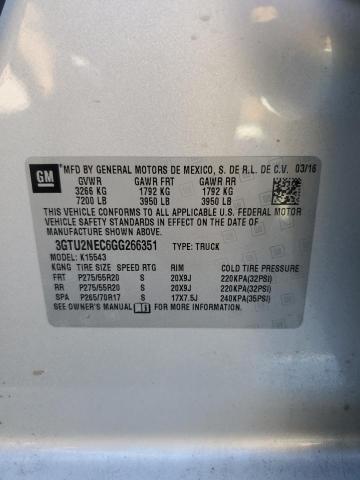 GM
MFD BY GENERAL MOTORS DE MEXICO, S. DE R.L. DE C.V. 03/16
GVWR GAWR FRT GAWR RR
3266 KG 1792 KG 1792 KG
7200 LB 3950 LB 3950 LB
THIS VEHICLE CONFORMS TO ALL APPLICABLE U.S. FEDERAL MOTOR
VEHICLE SAFETY STANDARDS IN EFFECT ON THE DATE OF
MANUFACTURE SHOWN ABOVE.
3GTU2NEC6GG266351 TYPE: TRUCK
MODEL: K15543
KGNG TIRE SIZE SPEED RTG RIM COLD TIRE PRESSURE
FRT P275/55R20 S 20X9J 220KPA(32PSI)
RR P275/55R20 S 20X9J 220KPA(32PSI)
SPA P265/70R17 S 17X7.5J 240KPA(35PSI)
SEE OWNER'S MANUAL FOR MORE INFORMATION.